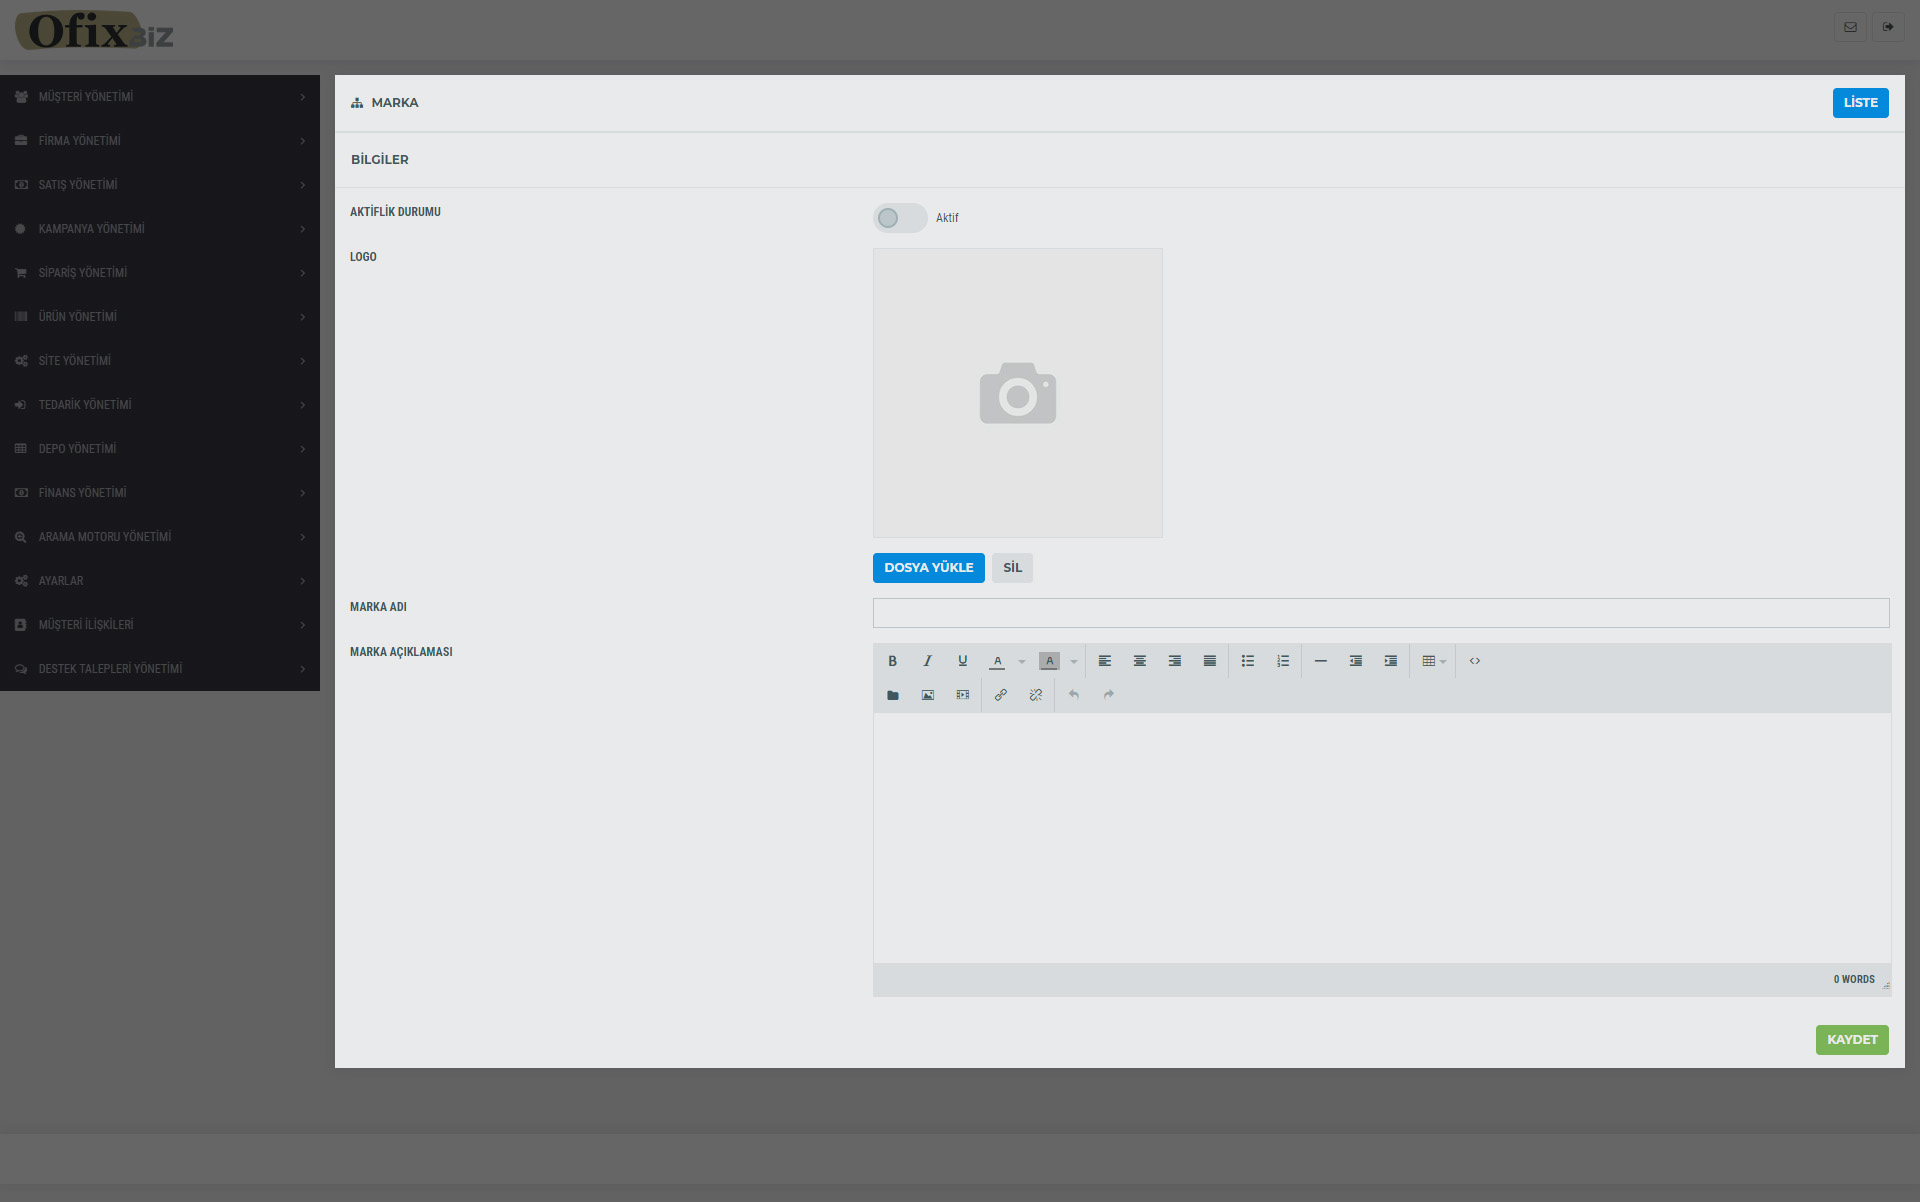 OfixBiZ
MÜŞTERİ YÖNETİMİ
FİRMA YÖNETİMİ
SATIŞ YÖNETİMİ
KAMPANYA YÖNETİMİ
SİPARİŞ YÖNETİMİ
ÜRÜN YÖNETİMİ
SİTE YÖNETİMİ
TEDARİK YÖNETİMİ
DEPO YÖNETİMİ
FİNANS YÖNETİMİ
ARAMA MOTORU YÖNETİMİ
AYARLAR
MÜŞTERİ İLİŞKİLERİ
DESTEK TALEPLERİ YÖNETİMİ
MARKA
LİSTE
BİLGİLER
AKTİFLİK DURUMU
Aktif
LOGO
DOSYA YÜKLE
SİL
MARKA ADI
MARKA AÇIKLAMASI
0 WORDS
KAYDET